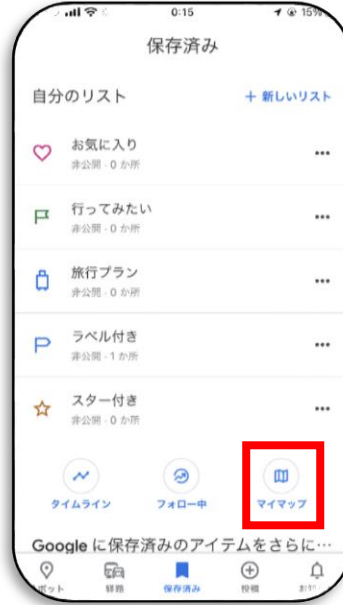 0:15
15%
保存済み
自分のリスト
+ 新しいリスト
お気に入り
非公開・0 か所
行ってみたい
非公開・0 か所
旅行プラン
非公開・0 か所
ラベル付き
非公開・1 か所
スター付き
非公開・0 か所
タイムライン フォロー中 マイマップ
Google に保存済みのアイテムをさらに…
経路 保存済み 投稿